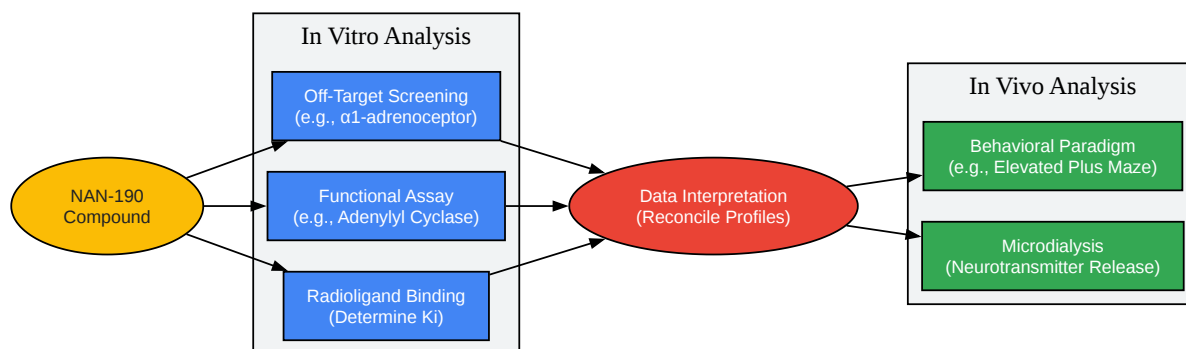 NAN-190
Compound
In Vitro Analysis
Off-Target Screening
(e.g., α1-adrenoceptor)
Functional Assay
(e.g., Adenylyl Cyclase)
Radioligand Binding
(Determine Ki)
Data Interpretation
(Reconcile Profiles)
In Vivo Analysis
Behavioral Paradigm
(e.g., Elevated Plus Maze)
Microdialysis
(Neurotransmitter Release)